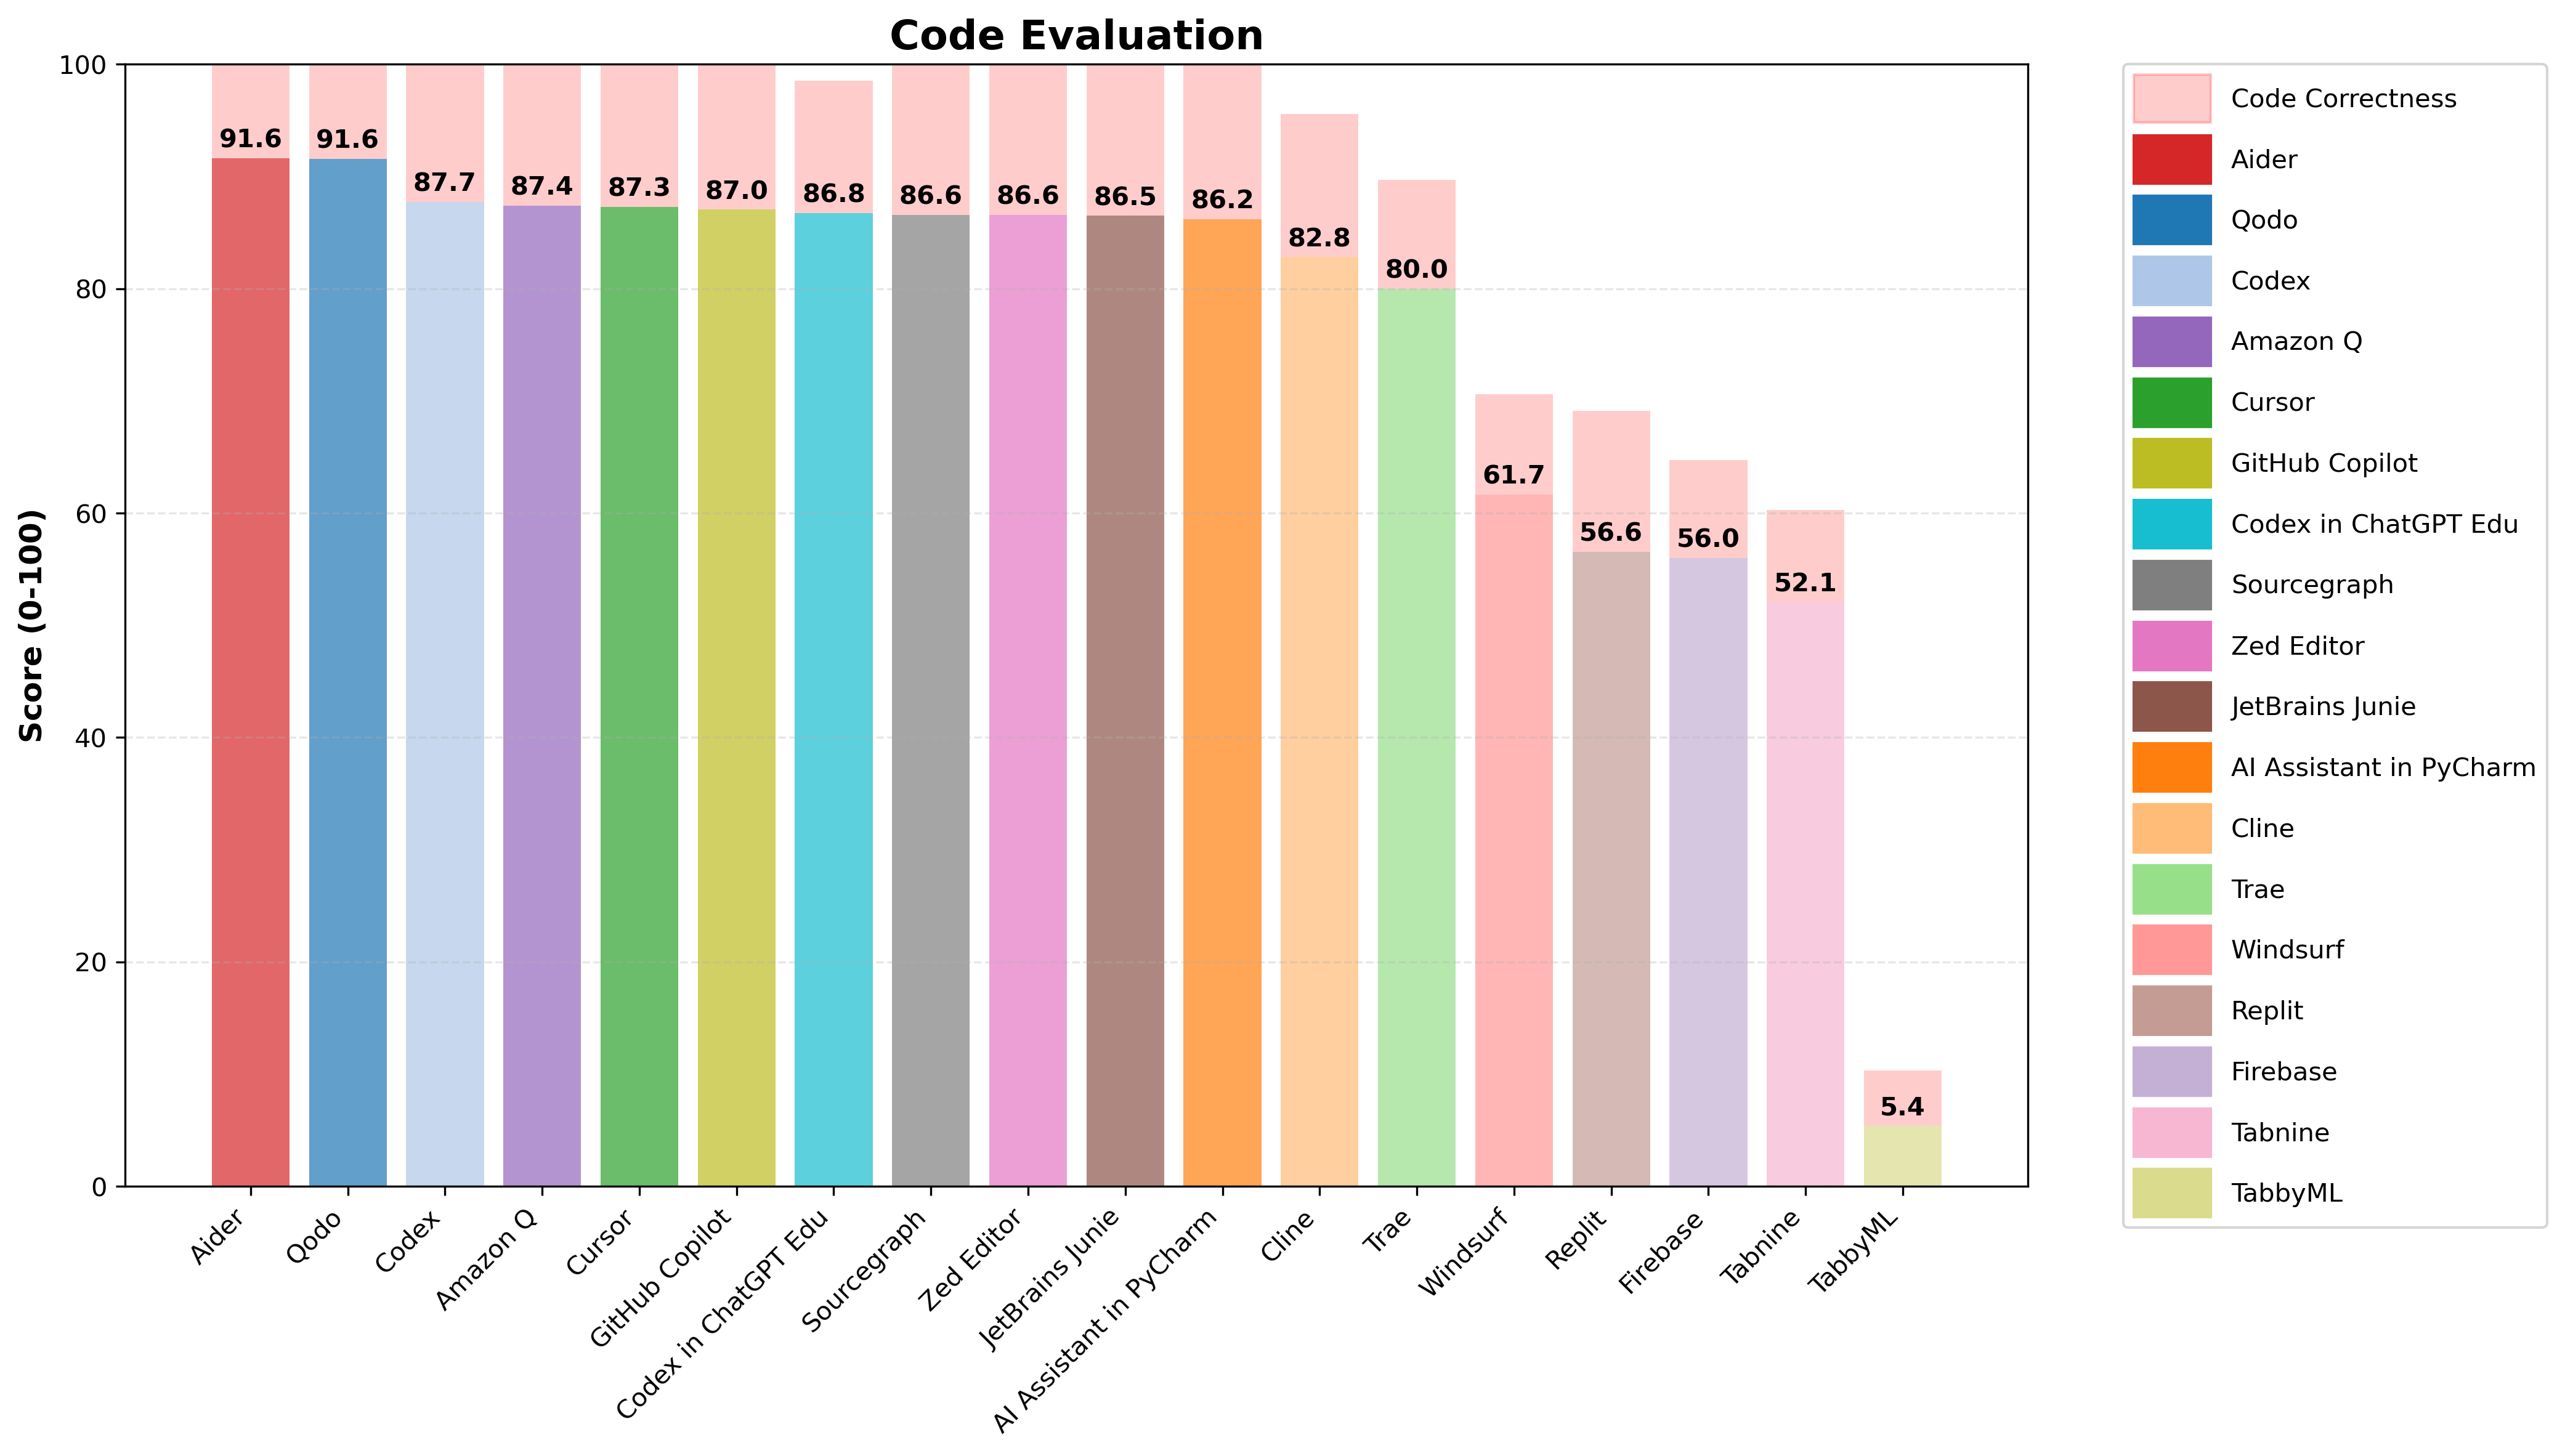 Code Evaluation
Score (0-100)
100
80
60
40
20
0
91.6
91.6
87.7
87.4
87.3
87.0
86.8
86.6
86.6
86.5
86.2
82.8
80.0
61.7
56.6
56.0
52.1
5.4
Aider
Qodo
Codex
Amazon Q
Cursor
GitHub Copilot
Codex in ChatGPT Edu
Sourcegraph
Zed Editor
JetBrains Junie
AI Assistant in PyCharm
Cline
Trae
Windsurf
Replit
Firebase
Tabnine
TabbyML
Code Correctness
Aider
Qodo
Codex
Amazon Q
Cursor
GitHub Copilot
Codex in ChatGPT Edu
Sourcegraph
Zed Editor
JetBrains Junie
AI Assistant in PyCharm
Cline
Trae
Windsurf
Replit
Firebase
Tabnine
TabbyML